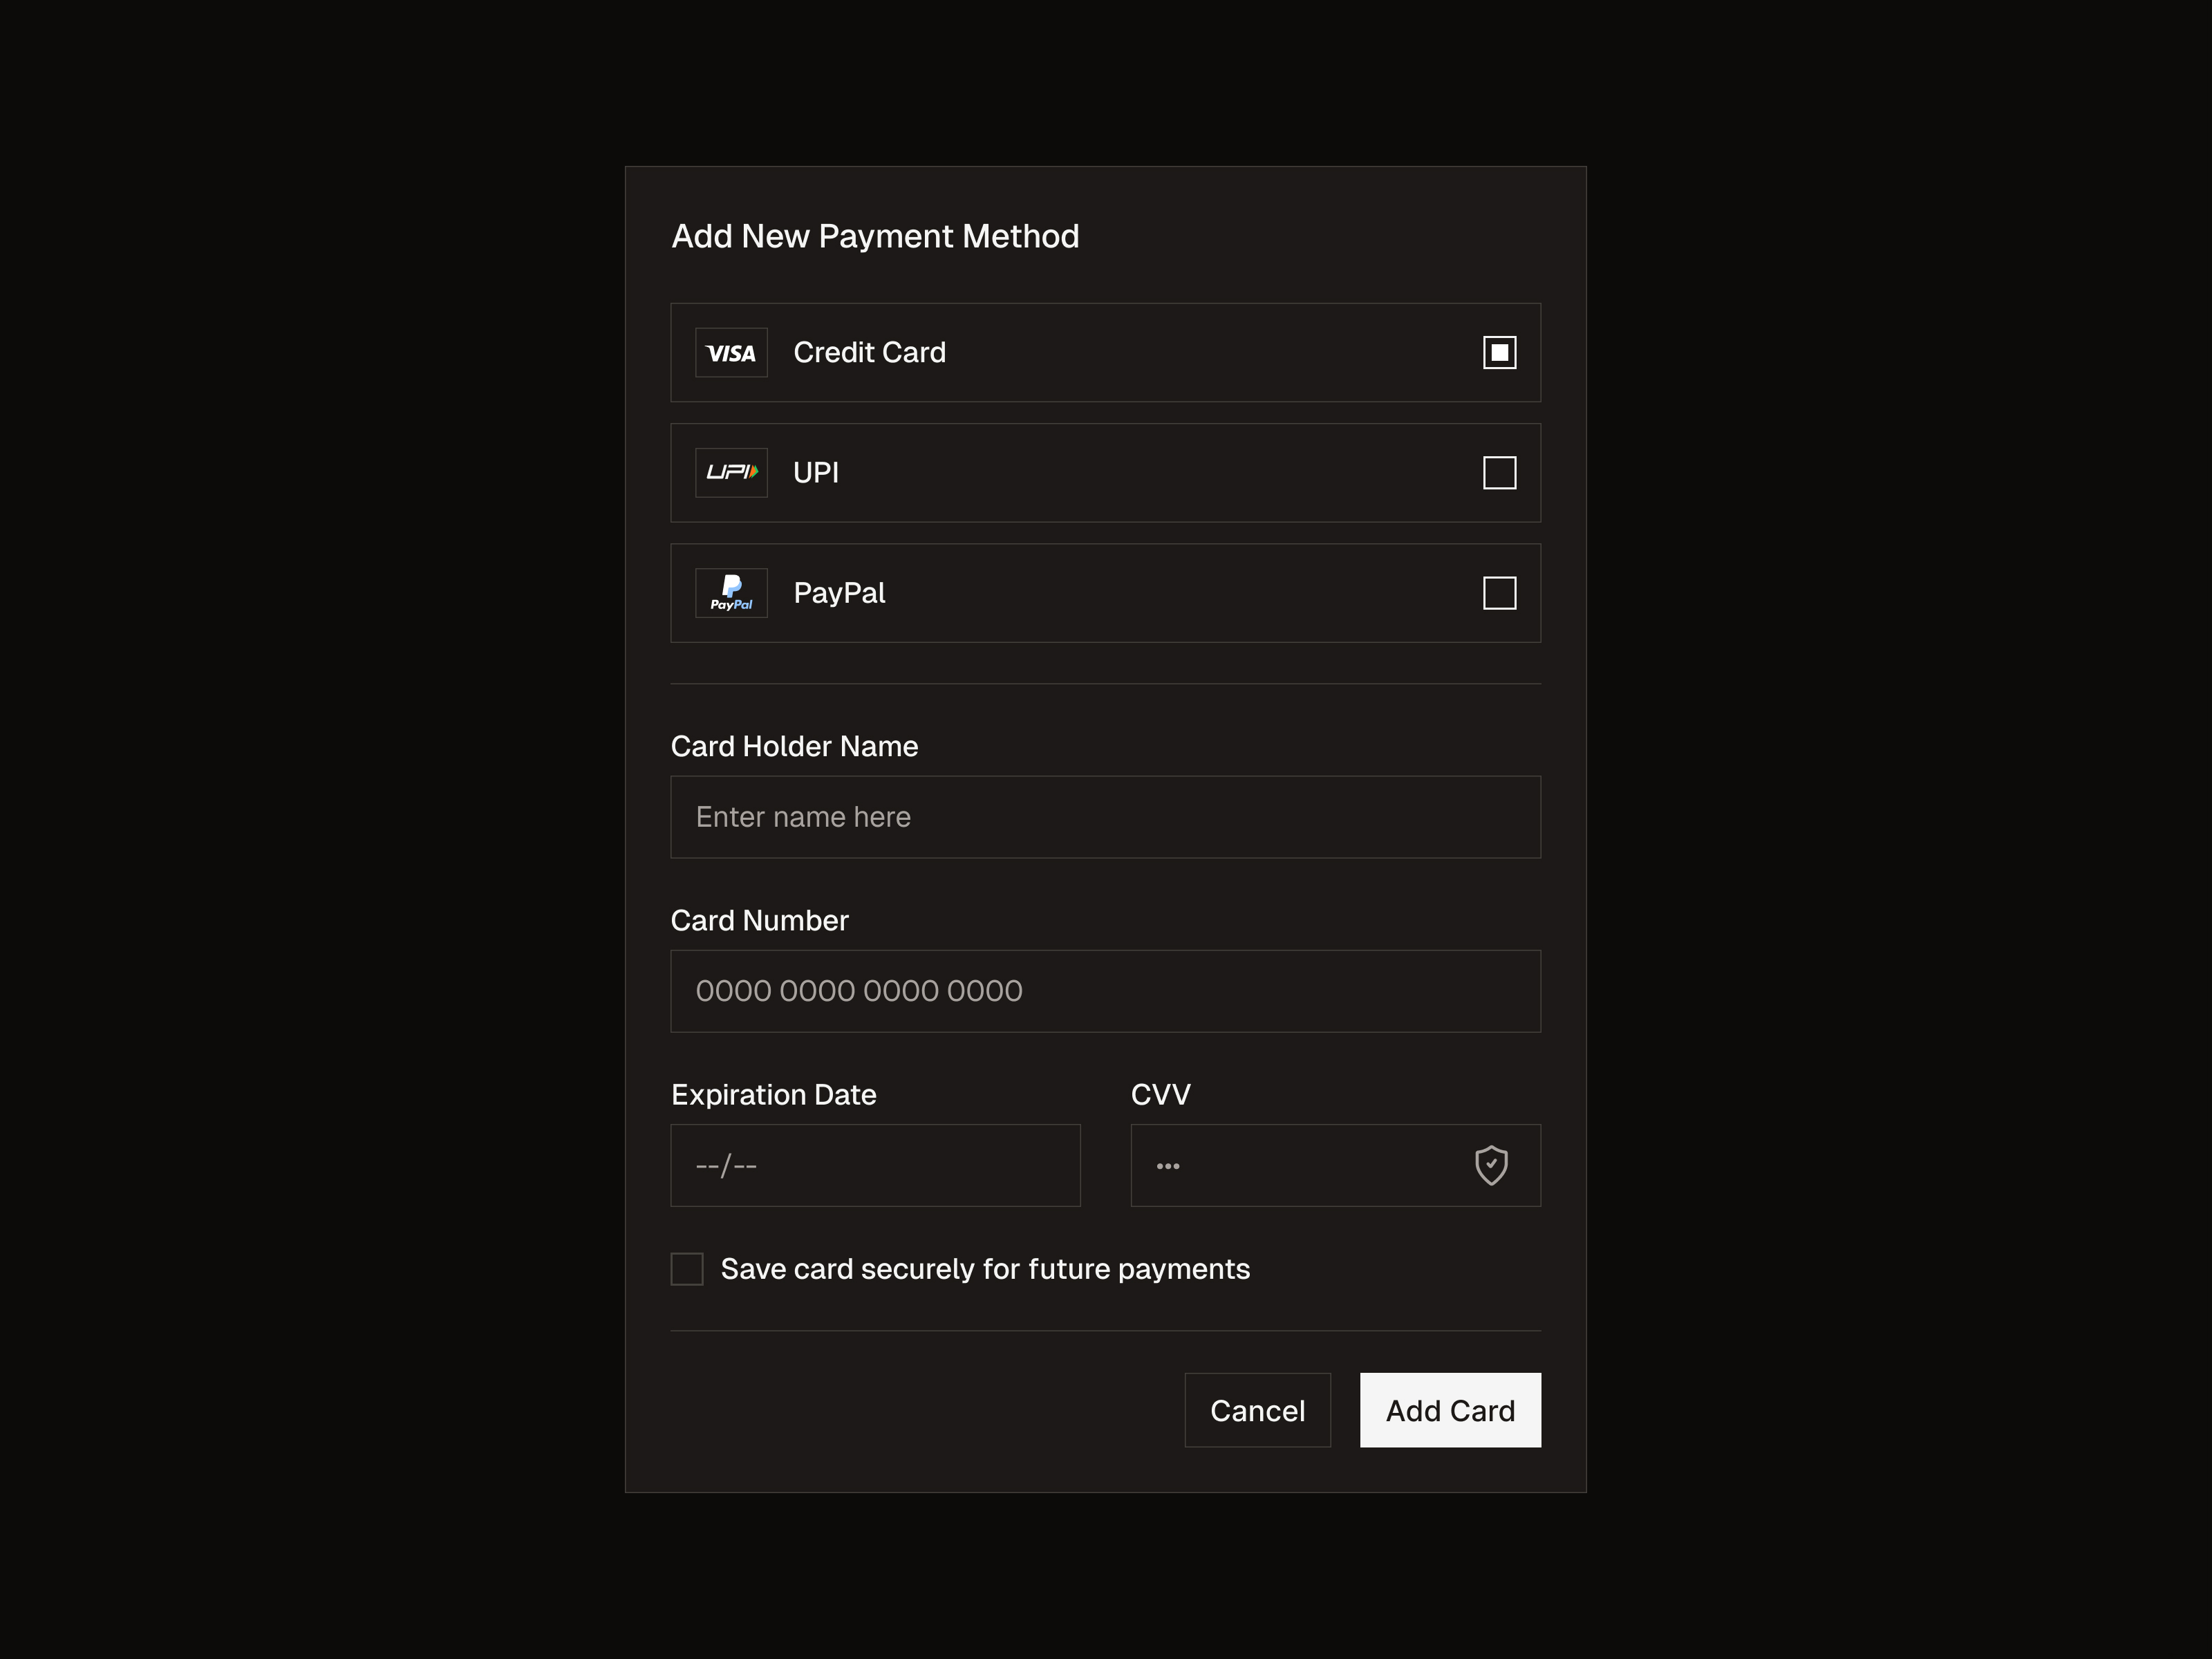 Add New Payment Method
VISA Credit Card
UPI UPI
PayPal PayPal
Card Holder Name
Enter name here
Card Number
0000 0000 0000 0000
Expiration Date CVV
--/-- •••
Save card securely for future payments
Cancel Add Card